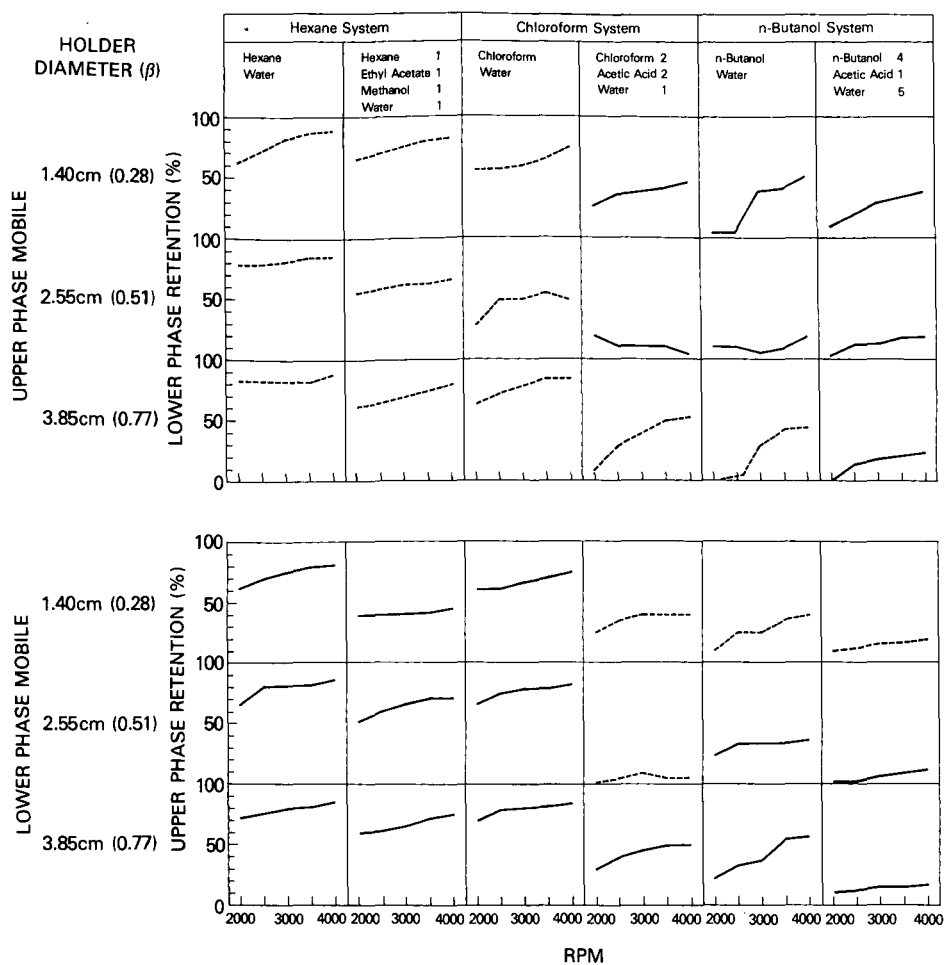 HOLDER DIAMETER (β)
Hexane System
Chloroform System
n-Butanol System
Hexane
Water
Hexane 1
Ethyl Acetate 1
Methanol 1
Water 1
Chloroform
Water
Chloroform 2
Acetic Acid 2
Water 1
n-Butanol
Water
n-Butanol 4
Acetic Acid 1
Water 5
UPPER PHASE MOBILE
1.40cm (0.28)
2.55cm (0.51)
3.85cm (0.77)
LOWER PHASE RETENTION (%)
100
50
100
50
100
50
0
LOWER PHASE MOBILE
1.40cm (0.28)
2.55cm (0.51)
3.85cm (0.77)
UPPER PHASE RETENTION (%)
100
50
100
50
100
50
0
2000 3000 4000 2000 3000 4000 2000 3000 4000 2000 3000 4000 2000 3000 4000 2000 3000 4000
RPM